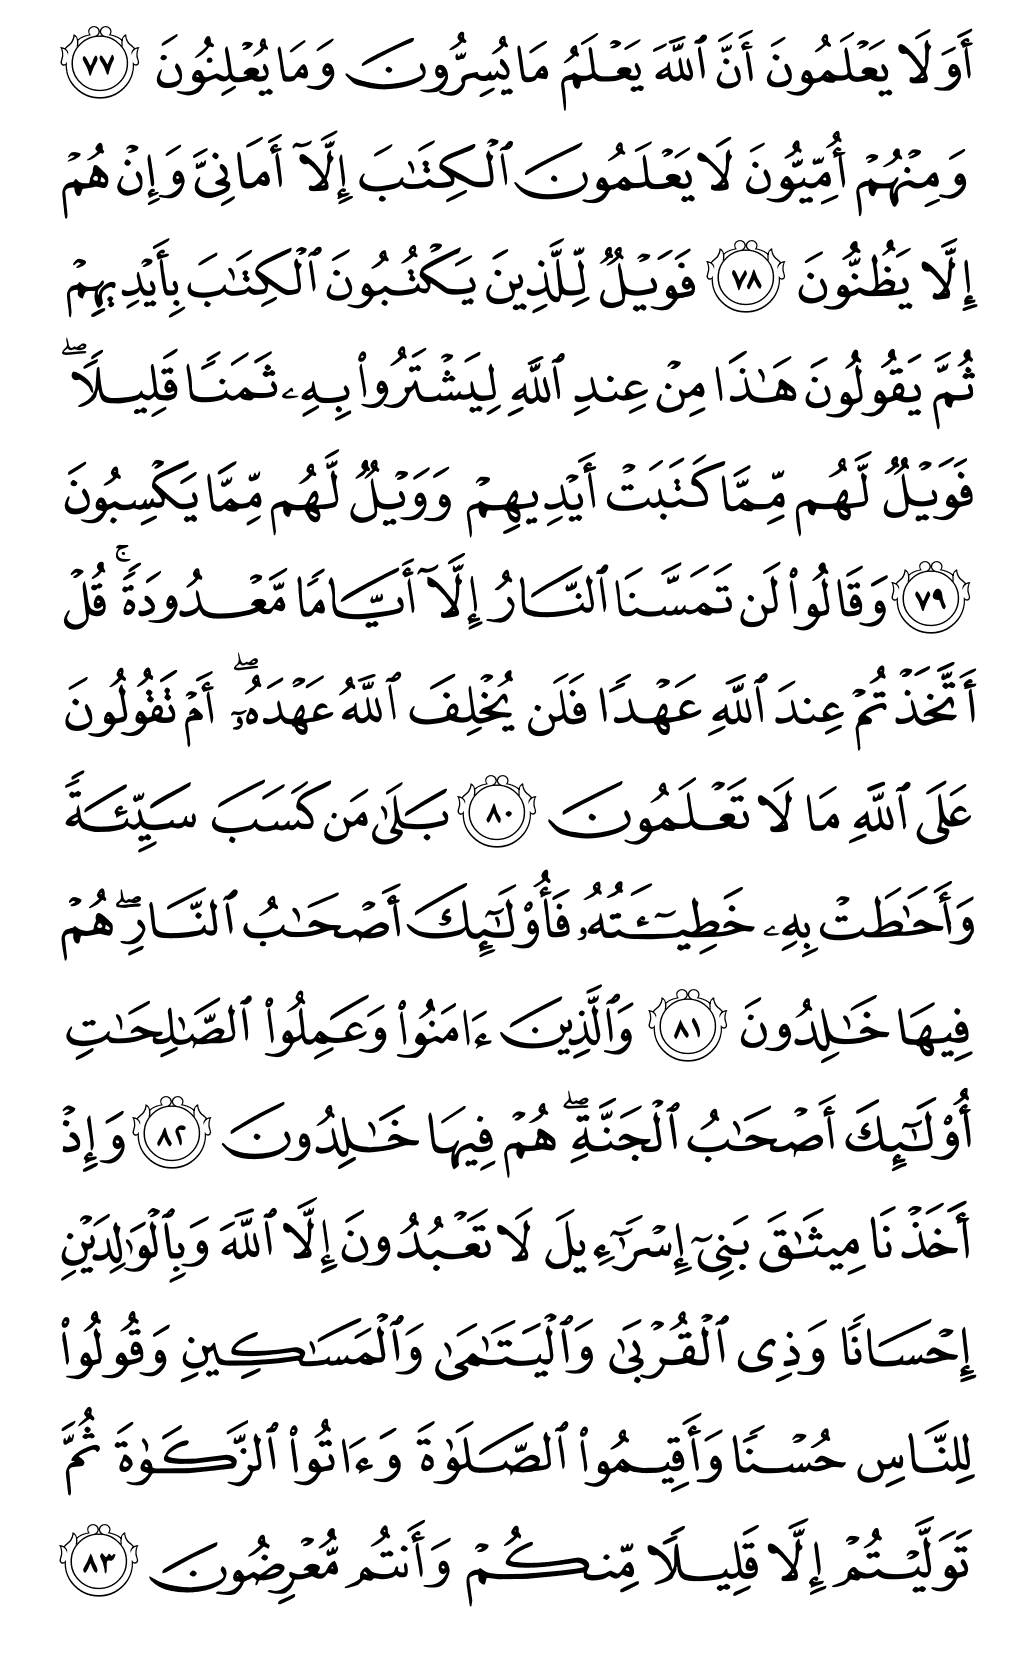 أَوَلَا يَعْلَمُونَ أَنَّ ٱللَّهَ يَعْلَمُ مَا يُسِرُّونَ وَمَا يُعْلِنُونَ ٧٧
وَمِنْهُمْ أُمِّيُّونَ لَا يَعْلَمُونَ ٱلْكِتَٰبَ إِلَّآ أَمَانِىَّ وَإِنْ هُمْ
إِلَّا يَظُنُّونَ ٧٨ فَوَيْلٌ لِّلَّذِينَ يَكْتُبُونَ ٱلْكِتَٰبَ بِأَيْدِيهِمْ
ثُمَّ يَقُولُونَ هَٰذَا مِنْ عِندِ ٱللَّهِ لِيَشْتَرُوا۟ بِهِۦ ثَمَنًا قَلِيلًا ۖ
فَوَيْلٌ لَّهُم مِّمَّا كَتَبَتْ أَيْدِيهِمْ وَوَيْلٌ لَّهُم مِّمَّا يَكْسِبُونَ
٧٩ وَقَالُوا۟ لَن تَمَسَّنَا ٱلنَّارُ إِلَّآ أَيَّامًا مَّعْدُودَةً ۚ قُلْ
أَتَّخَذْتُمْ عِندَ ٱللَّهِ عَهْدًا فَلَن يُخْلِفَ ٱللَّهُ عَهْدَهُۥٓ ۖ أَمْ تَقُولُونَ
عَلَى ٱللَّهِ مَا لَا تَعْلَمُونَ ٨٠ بَلَىٰ مَن كَسَبَ سَيِّئَةً
وَأَحَٰطَتْ بِهِۦ خَطِيٓـَٔتُهُۥ فَأُو۟لَٰٓئِكَ أَصْحَٰبُ ٱلنَّارِ ۖ هُمْ
فِيهَا خَٰلِدُونَ ٨١ وَٱلَّذِينَ ءَامَنُوا۟ وَعَمِلُوا۟ ٱلصَّٰلِحَٰتِ
أُو۟لَٰٓئِكَ أَصْحَٰبُ ٱلْجَنَّةِ ۖ هُمْ فِيهَا خَٰلِدُونَ ٨٢ وَإِذْ
أَخَذْنَا مِيثَٰقَ بَنِىٓ إِسْرَٰٓءِيلَ لَا تَعْبُدُونَ إِلَّا ٱللَّهَ وَبِٱلْوَٰلِدَيْنِ
إِحْسَانًا وَذِى ٱلْقُرْبَىٰ وَٱلْيَتَٰمَىٰ وَٱلْمَسَٰكِينِ وَقُولُوا۟
لِلنَّاسِ حُسْنًا وَأَقِيمُوا۟ ٱلصَّلَوٰةَ وَءَاتُوا۟ ٱلزَّكَوٰةَ ثُمَّ
تَوَلَّيْتُمْ إِلَّا قَلِيلًا مِّنكُمْ وَأَنتُم مُّعْرِضُونَ ٨٣